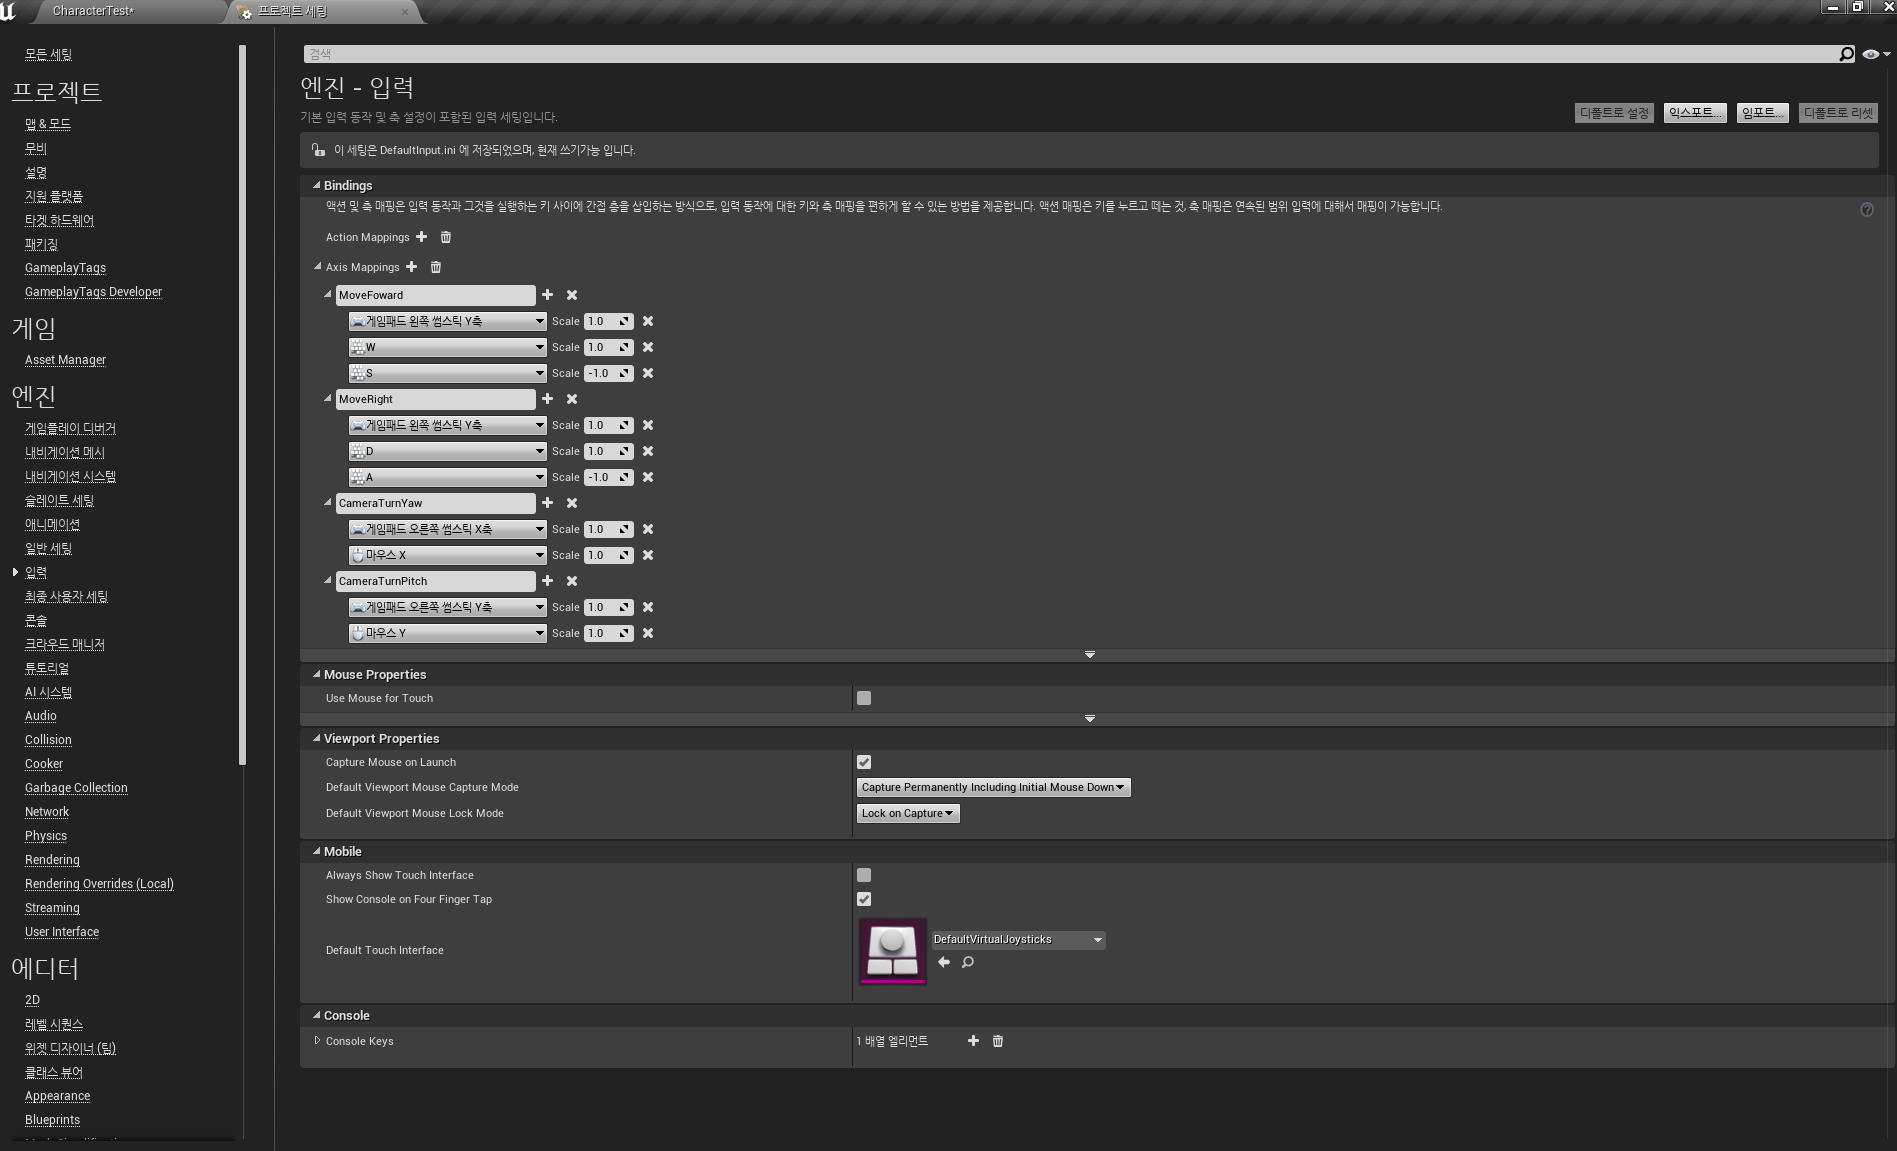 CharacterTest*
프로젝트 세팅
모든 세팅
프로젝트
맵 & 모드
무비
설명
지원 플랫폼
타겟 하드웨어
패키징
GameplayTags
GameplayTags Developer
게임
Asset Manager
엔진
게임플레이 디버거
내비게이션 메시
내비게이션 시스템
슬레이트 세팅
애니메이션
일반 세팅
입력
최종 사용자 세팅
콘솔
크라우드 매니저
튜토리얼
AI 시스템
Audio
Collision
Cooker
Garbage Collection
Network
Physics
Rendering
Rendering Overrides (Local)
Streaming
User Interface
에디터
2D
레벨 시퀀스
위젯 디자이너 (팀)
클래스 뷰어
Appearance
Blueprints
검색
엔진 - 입력
기본 입력 동작 및 축 설정이 포함된 입력 세팅입니다.
디폴트로 설정
익스포트...
임포트...
디폴트로 리셋
이 세팅은 DefaultInput.ini 에 저장되었으며, 현재 쓰기가능 입니다.
Bindings
액션 및 축 매핑은 입력 동작과 그것을 실행하는 키 사이에 간접 층을 삽입하는 방식으로, 입력 동작에 대한 키와 축 매핑을 편하게 할 수 있는 방법을 제공합니다. 액션 매핑은 키를 누르고 떼는 것, 축 매핑은 연속된 범위 입력에 대해서 매핑이 가능합니다.
Action Mappings
Axis Mappings
MoveFoward
게임패드 왼쪽 썸스틱 Y축 Scale 1.0
W Scale 1.0
S Scale -1.0
MoveRight
게임패드 왼쪽 썸스틱 Y축 Scale 1.0
D Scale 1.0
A Scale -1.0
CameraTurnYaw
게임패드 오른쪽 썸스틱 X축 Scale 1.0
마우스 X Scale 1.0
CameraTurnPitch
게임패드 오른쪽 썸스틱 Y축 Scale 1.0
마우스 Y Scale 1.0
Mouse Properties
Use Mouse for Touch
Viewport Properties
Capture Mouse on Launch
Default Viewport Mouse Capture Mode Capture Permanently Including Initial Mouse Down
Default Viewport Mouse Lock Mode Lock on Capture
Mobile
Always Show Touch Interface
Show Console on Four Finger Tap
Default Touch Interface DefaultVirtualJoysticks
Console
Console Keys 1 배열 엘리먼트